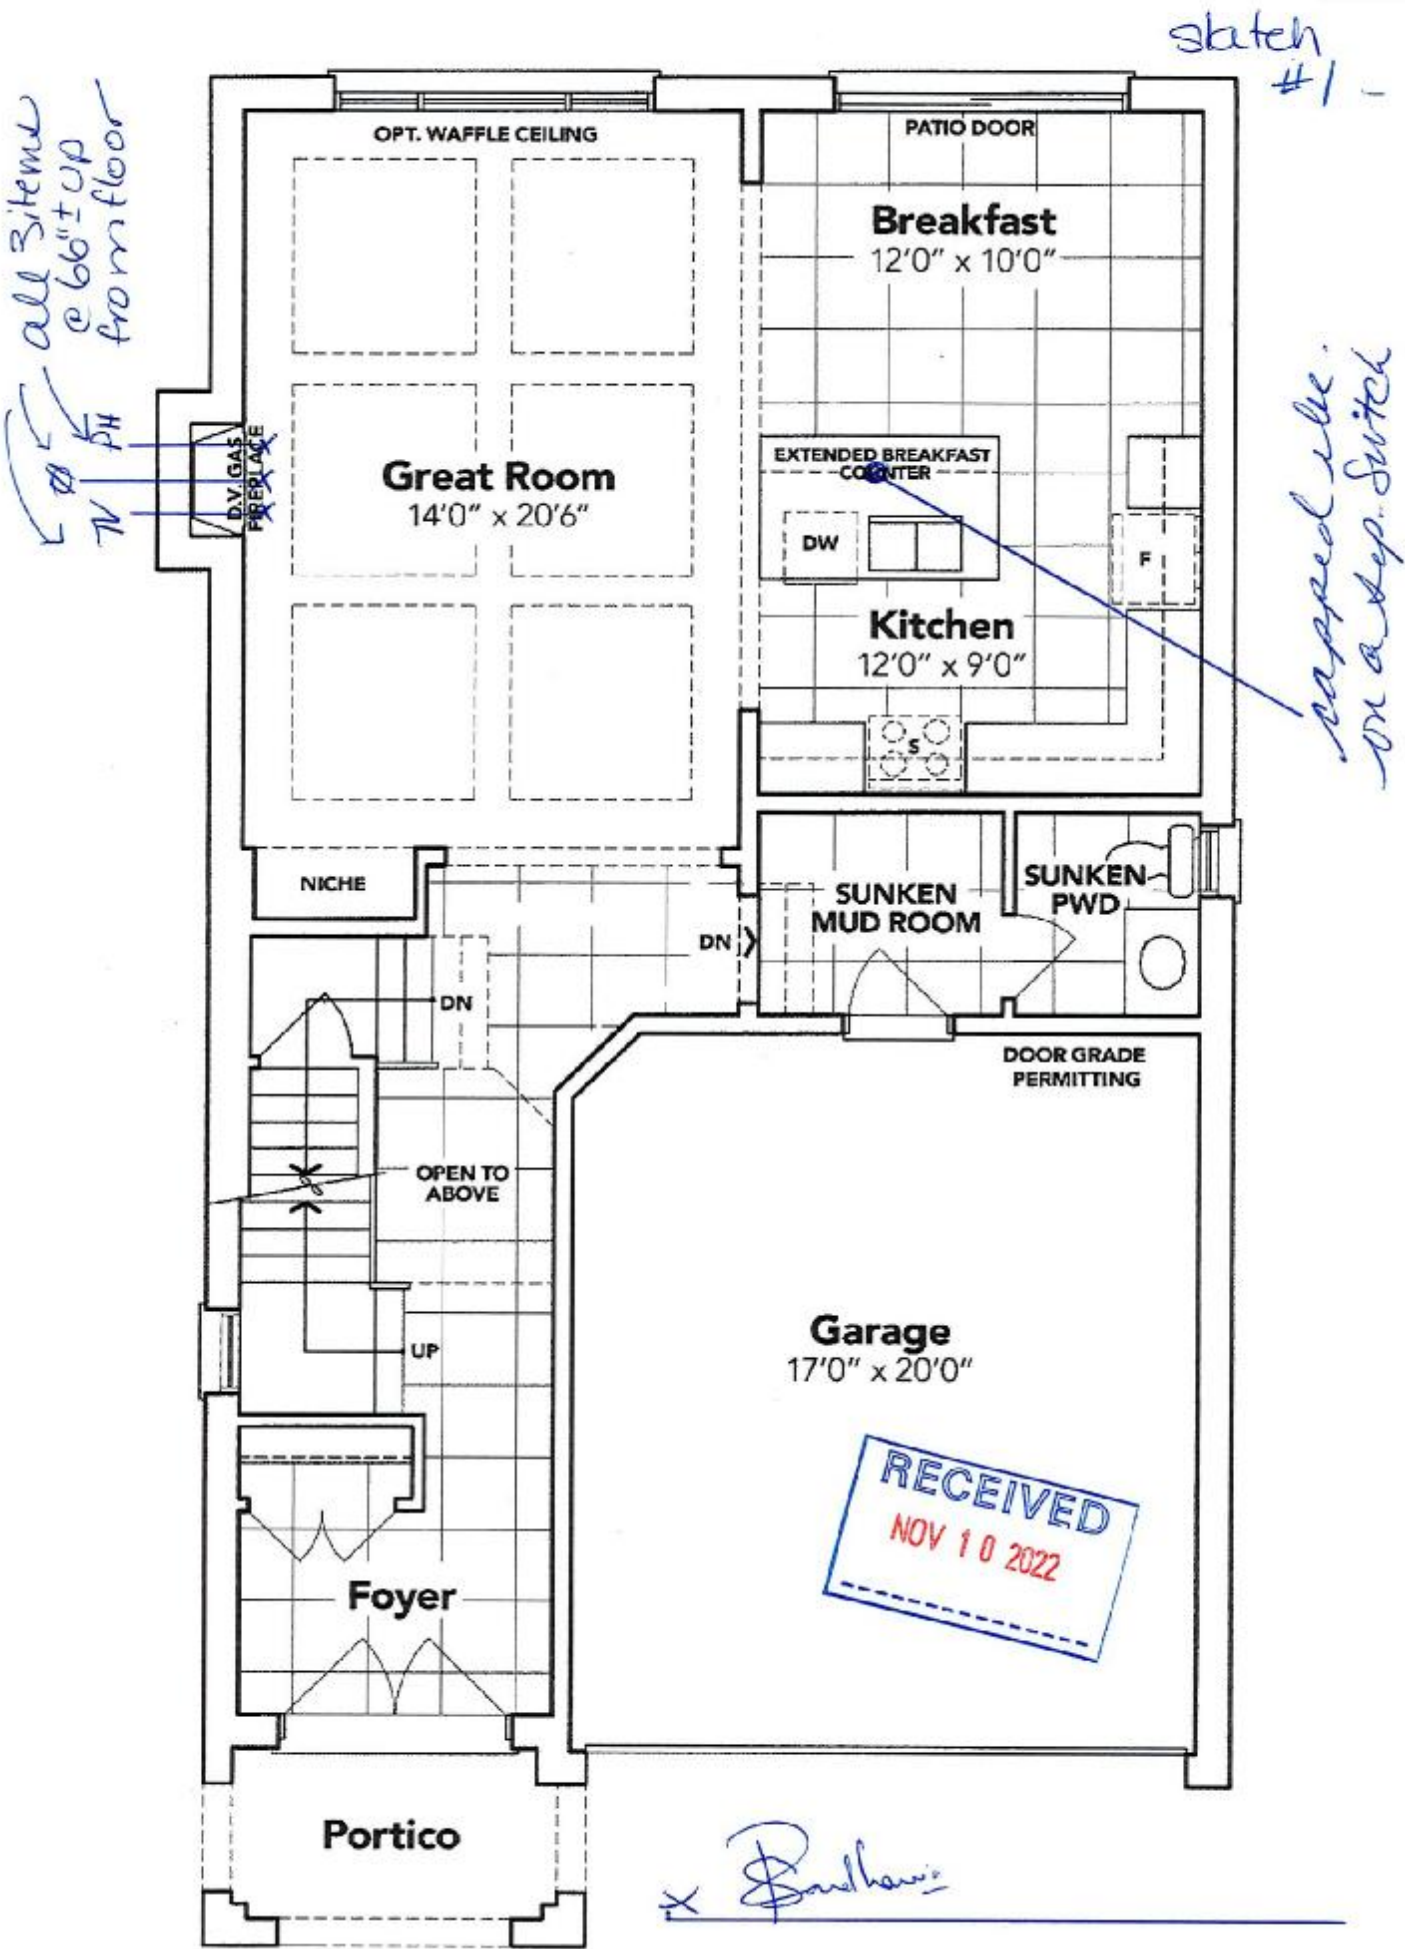 sketch
#1
all 3 items
@ 66"± up
from floor
PH
TV
OPT. WAFFLE CEILING
PATIO DOOR
Breakfast
12'0" x 10'0"
D.V. GAS
FIREPLACE
Great Room
14'0" x 20'6"
EXTENDED BREAKFAST
COUNTER
DW
F
capped ele.
on a sep. switch
Kitchen
12'0" x 9'0"
S
NICHE
SUNKEN
MUD ROOM
SUNKEN
PWD
DN
DN
DOOR GRADE
PERMITTING
OPEN TO
ABOVE
UP
Garage
17'0" x 20'0"
RECEIVED
NOV 10 2022
Foyer
Portico
X